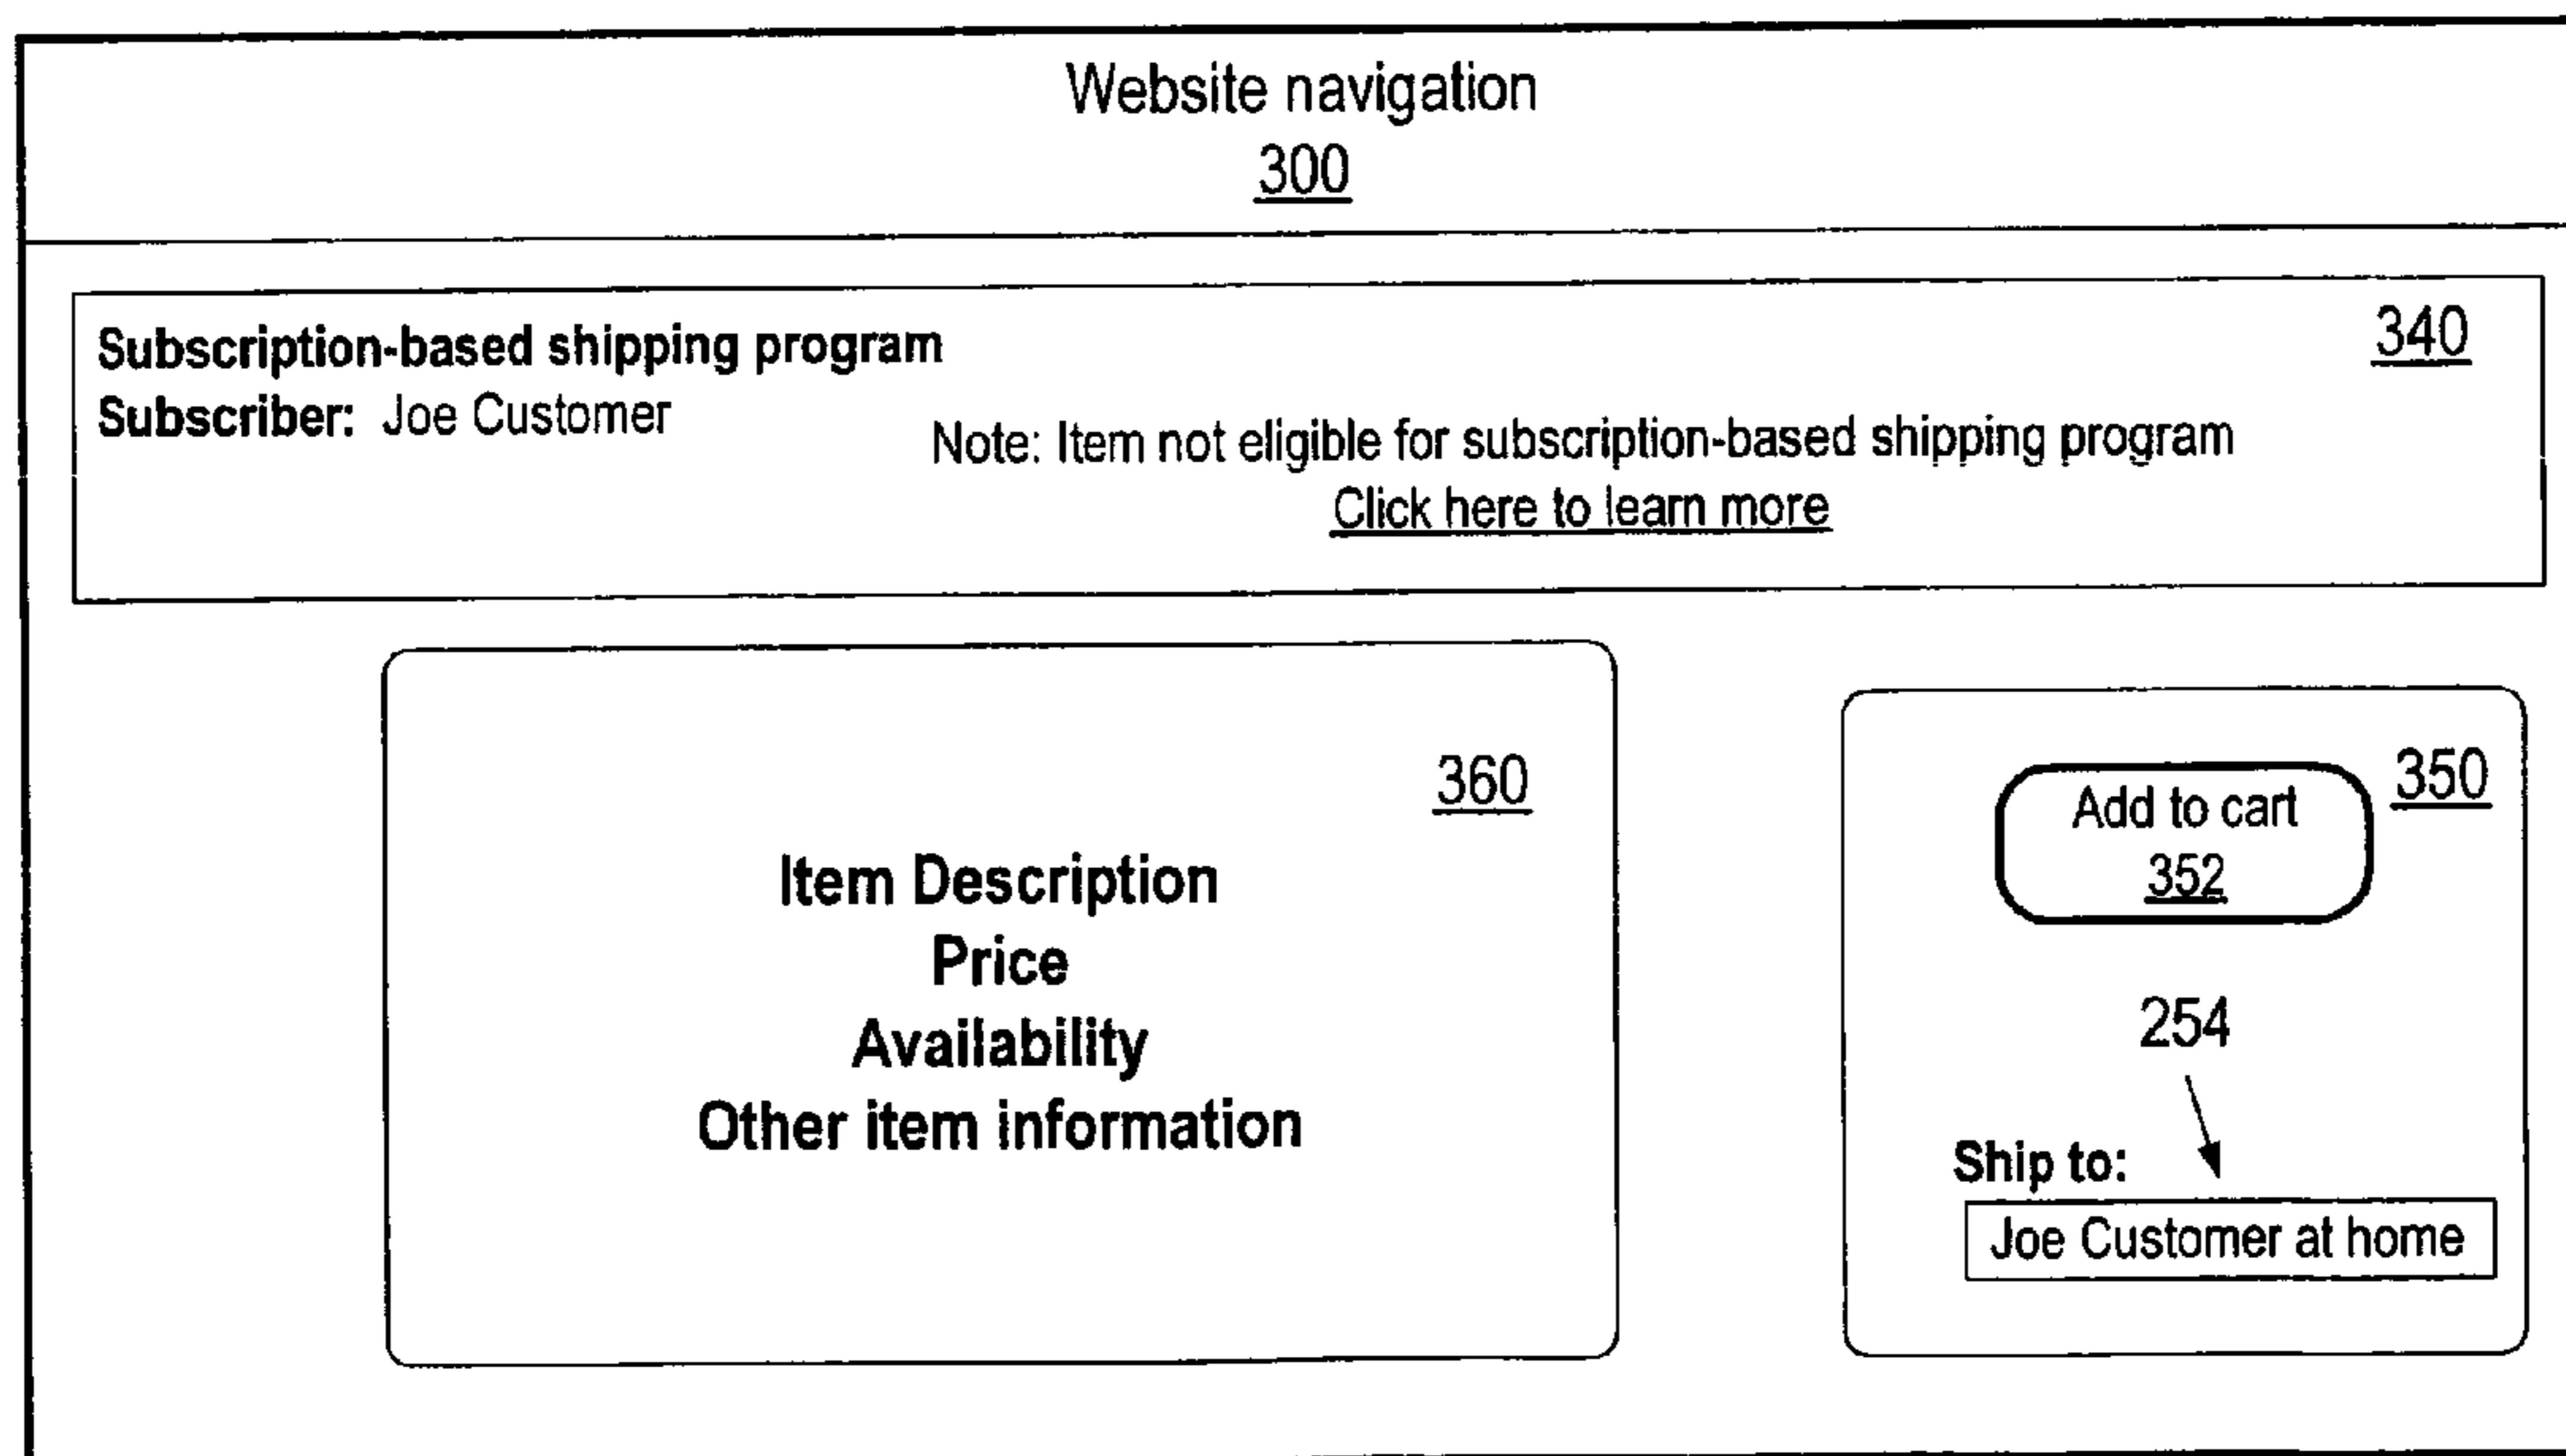 Website navigation
300
Subscription-based shipping program
340
Subscriber: Joe Customer
Note: Item not eligible for subscription-based shipping program
Click here to learn more
360
Item Description
Price
Availability
Other item information
350
Add to cart
352
254
Ship to:
Joe Customer at home